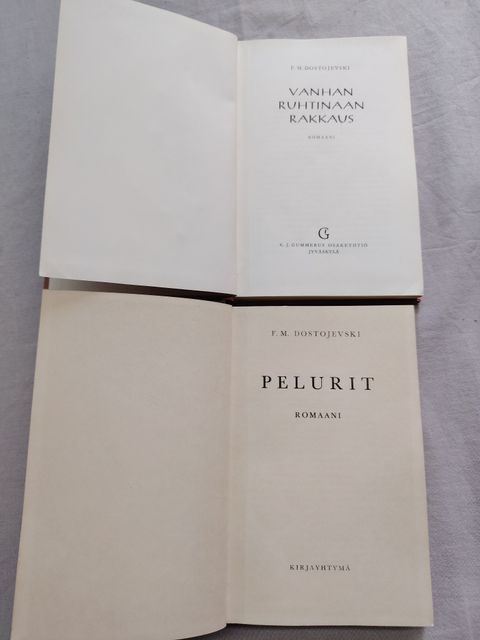 F. M. DOSTOJEVSKI
VANHAN
RUHTINAAN
RAKKAUS
ROMAANI
G
K. J. GUMMERUS OSAKEYHTIÖ
JYVÄSKYLÄ
F. M. DOSTOJEVSKI
PELURIT
ROMAANI
KIRJAYHTYMÄ